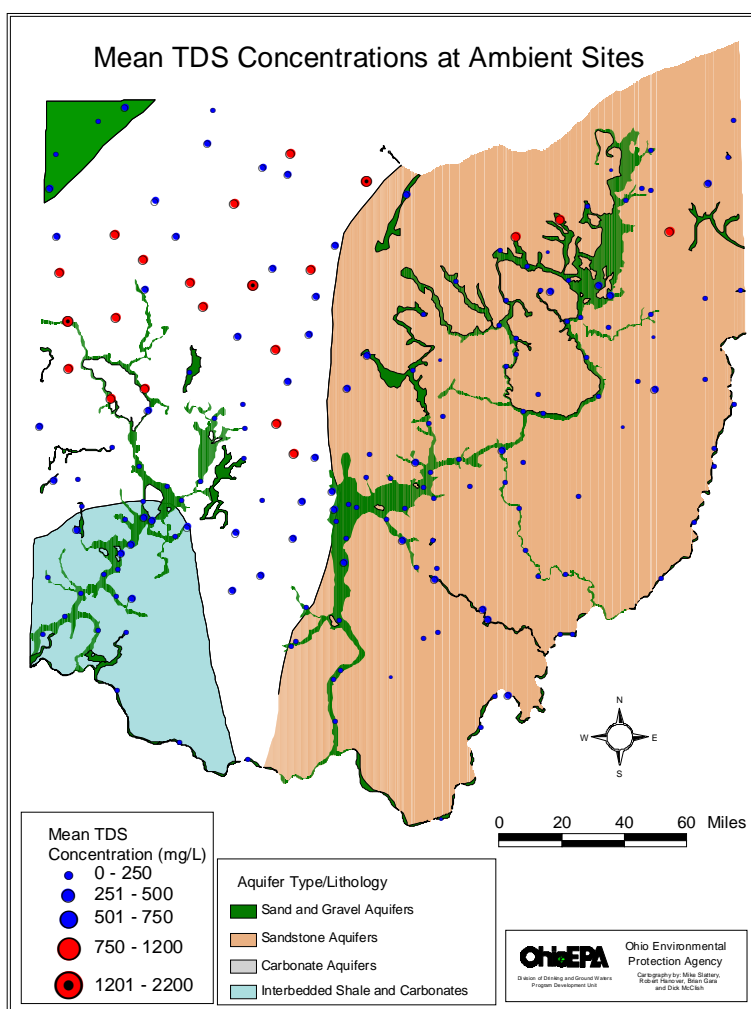 Mean TDS Concentrations at Ambient Sites
N
W E
S
0 20 40 60 Miles
Mean TDS
Concentration (mg/L)
0 - 250
251 - 500
501 - 750
750 - 1200
1201 - 2200
Aquifer Type/Lithology
Sand and Gravel Aquifers
Sandstone Aquifers
Carbonate Aquifers
Interbedded Shale and Carbonates
OhioEPA
Division of Drinking and Ground Waters
Program Development Unit
Ohio Environmental
Protection Agency
Cartography by: Mike Slattery,
Robert Hanover, Brian Gara
and Dick McClish